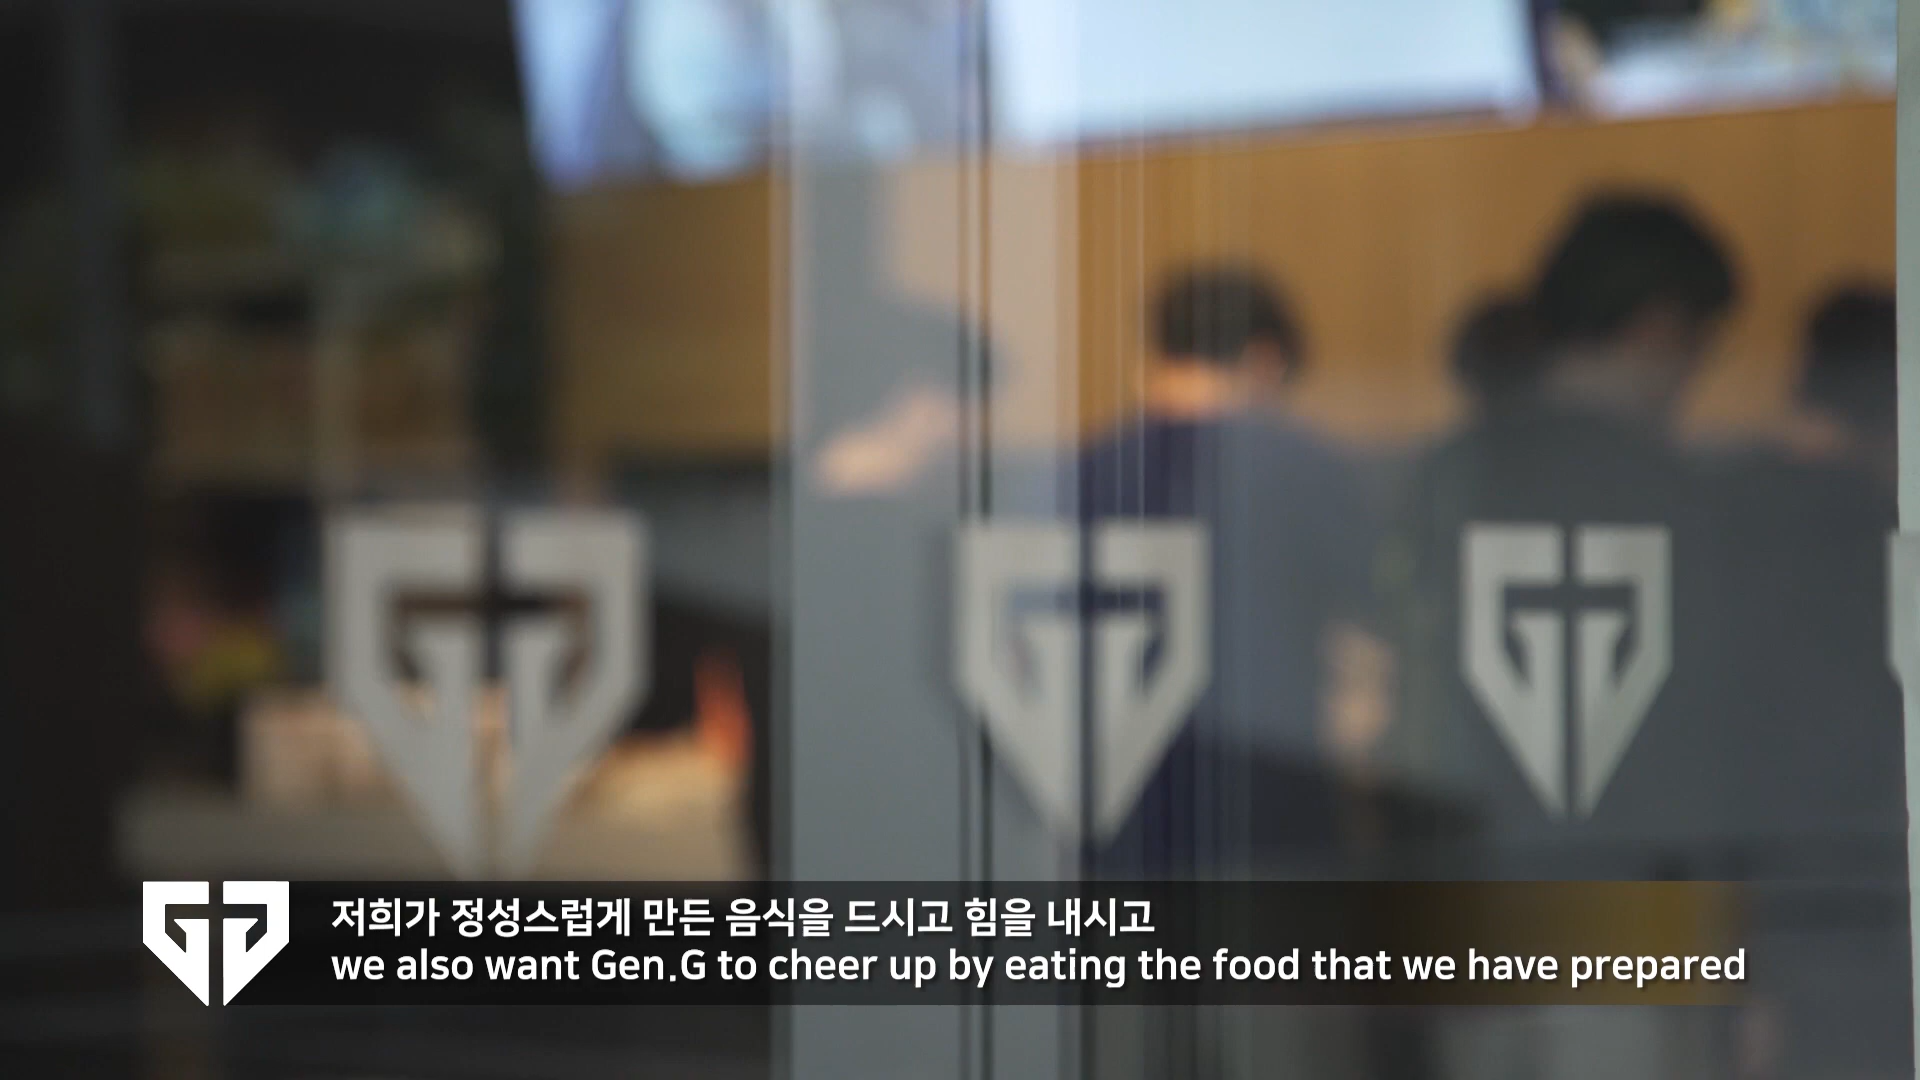 저희가 정성스럽게 만든 음식을 드시고 힘을 내시고
we also want Gen.G to cheer up by eating the food that we have prepared